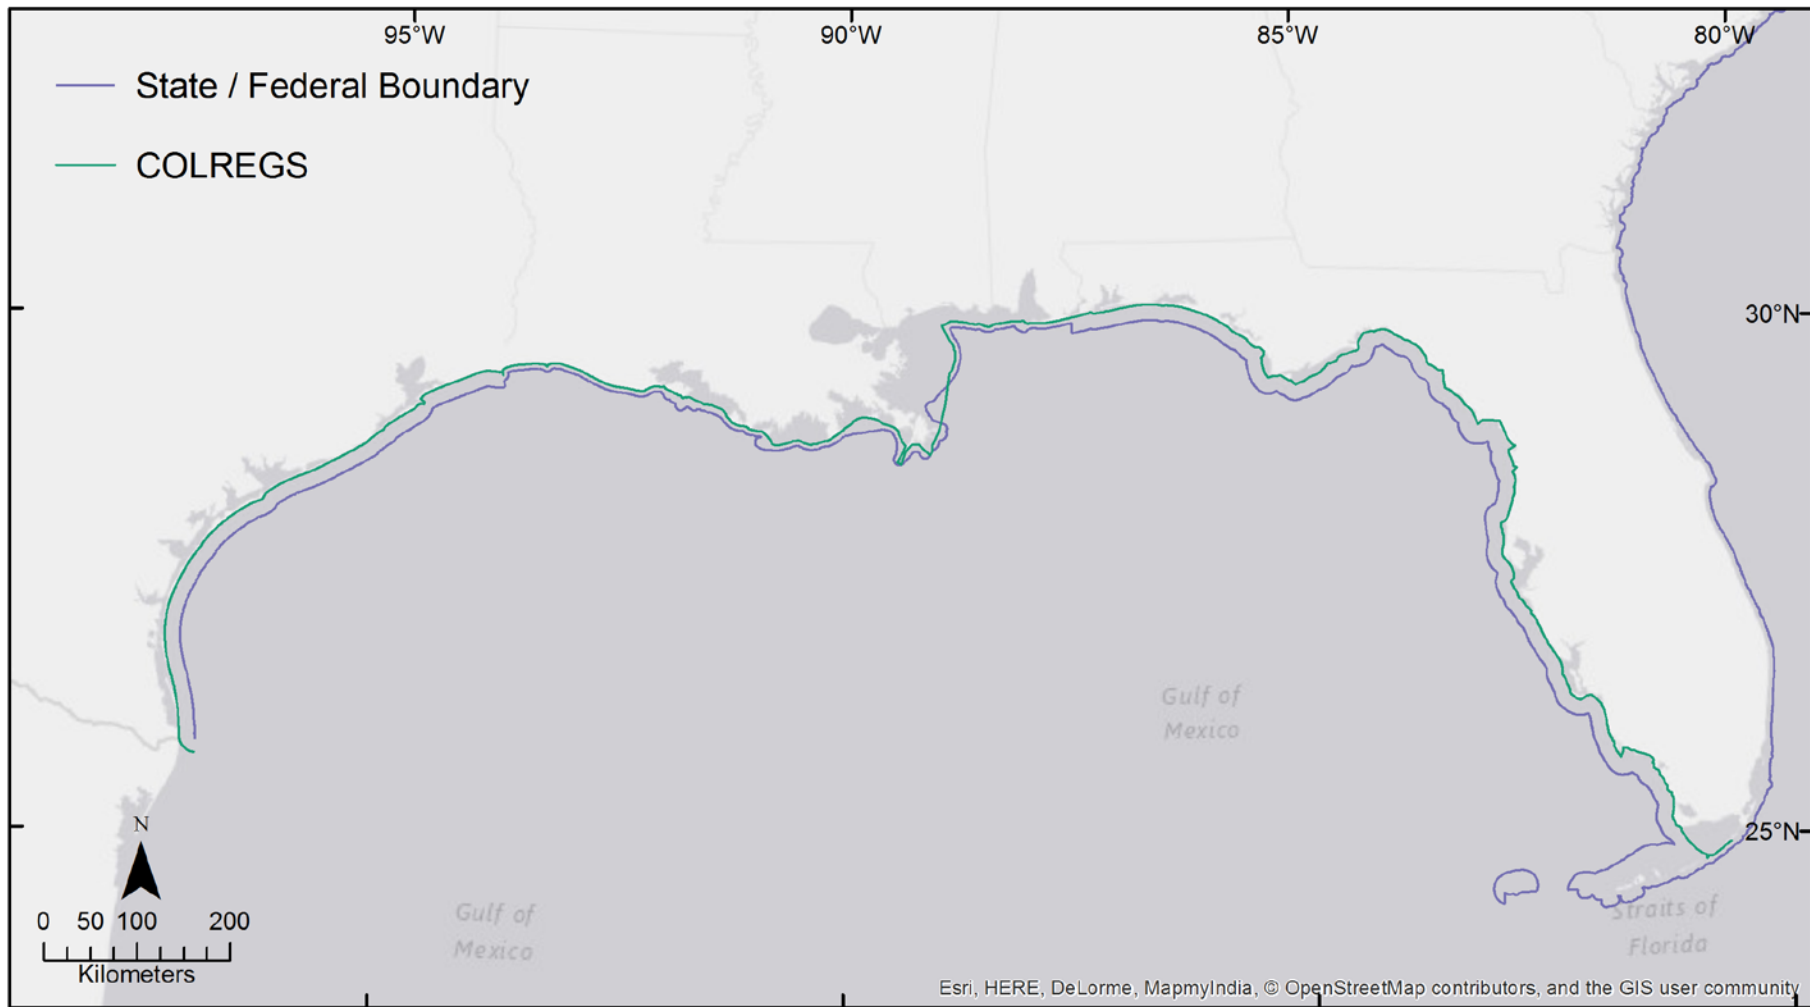 95°W 90°W 85°W 80°W
State / Federal Boundary
COLREGS
30°N
Gulf of
Mexico
25°N
N
Gulf of
Mexico
Straits of
Florida
0 50 100 200
Kilometers
Esri, HERE, DeLorme, MapmyIndia, © OpenStreetMap contributors, and the GIS user community